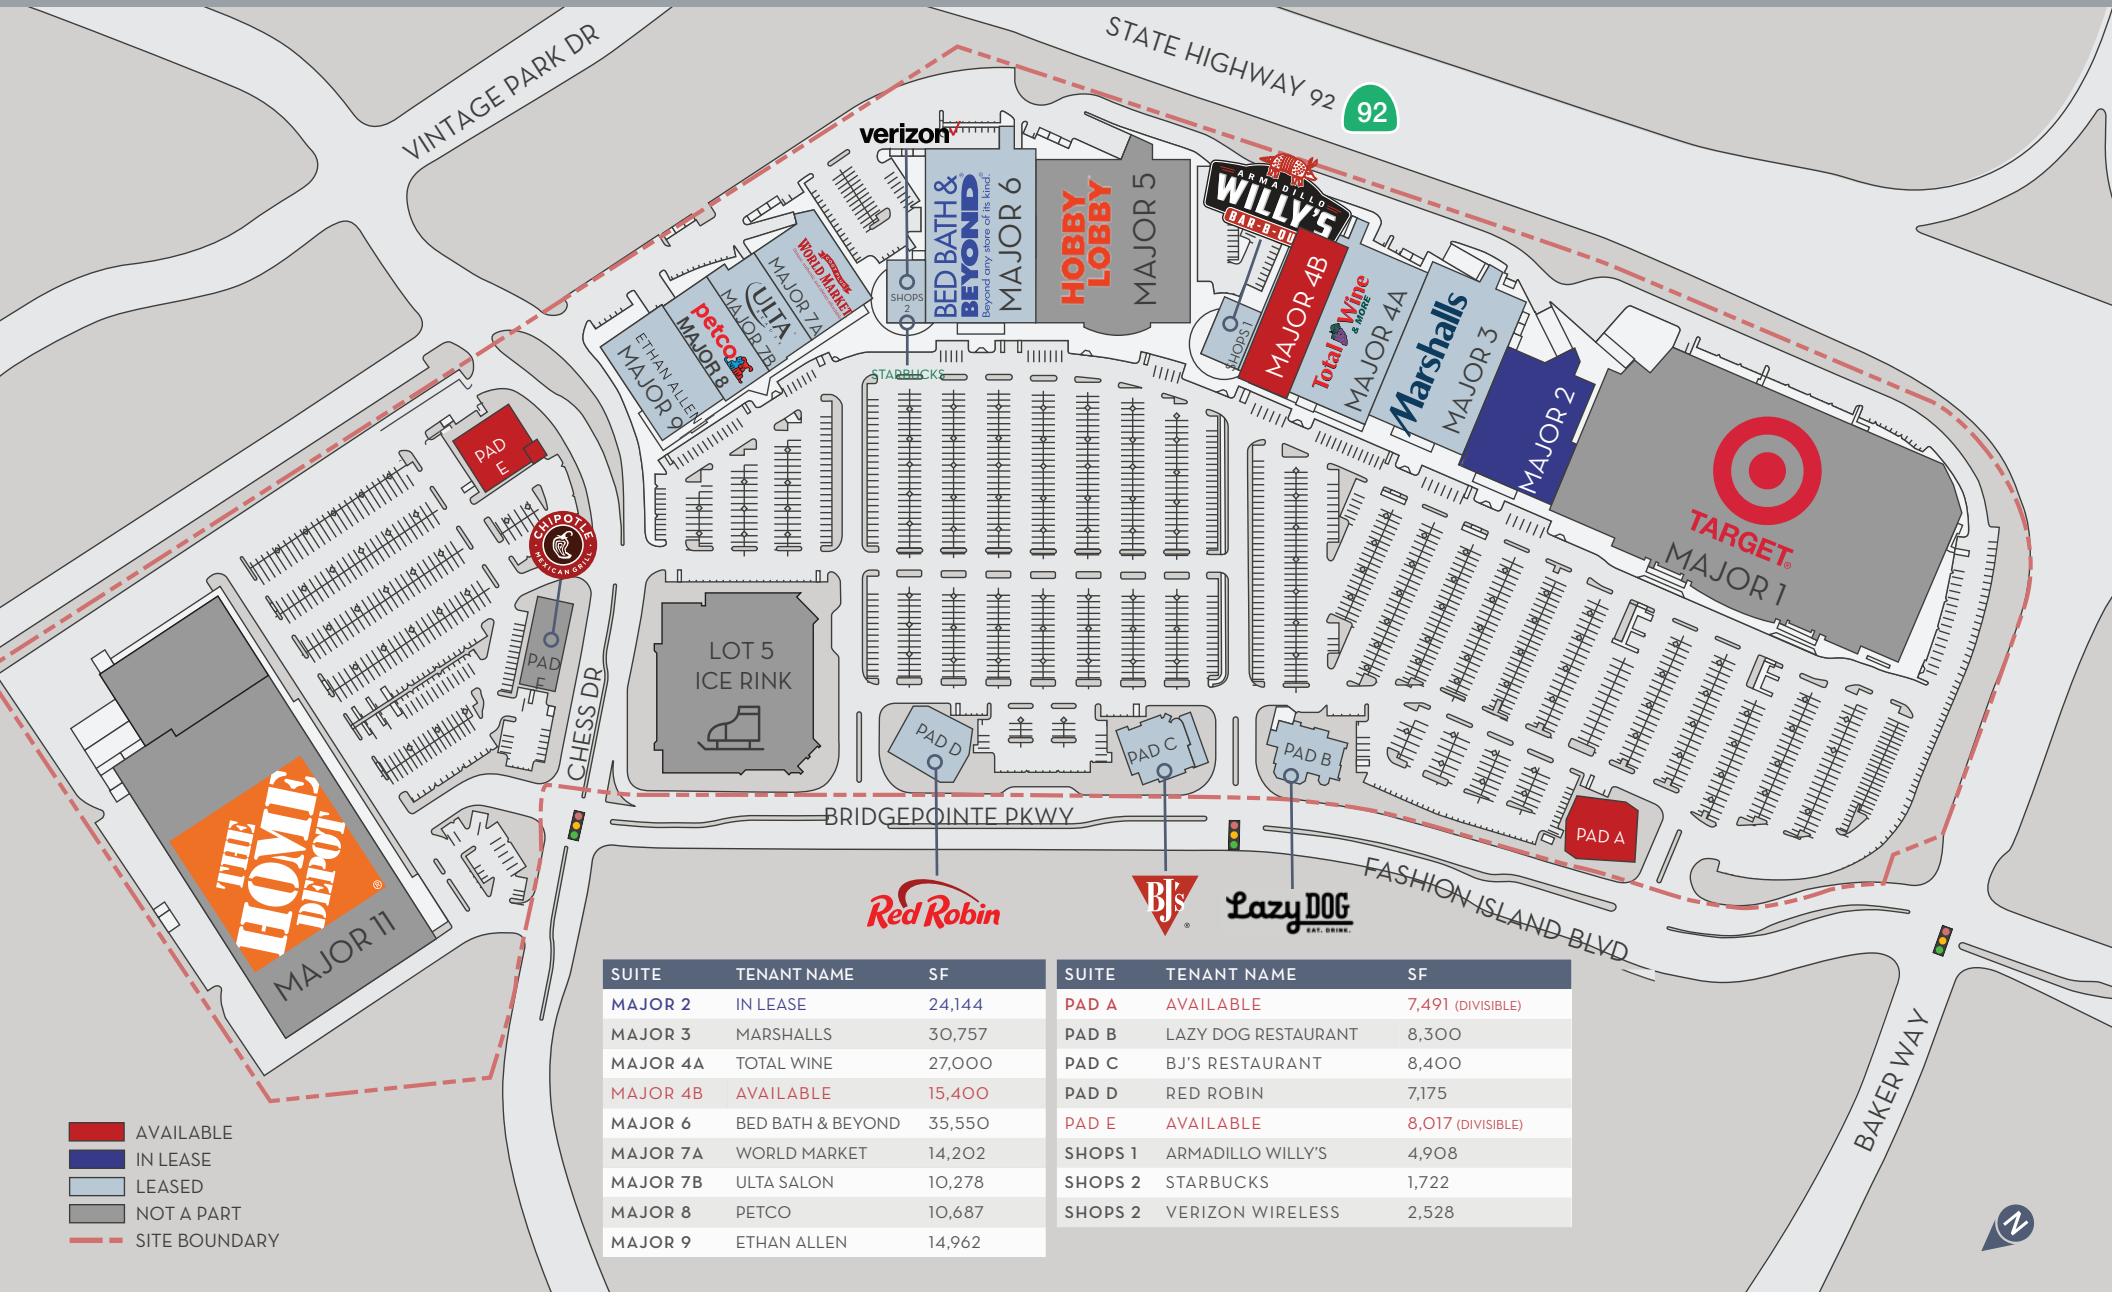 VINTAGE PARK DR
STATE HIGHWAY 92
92
verizon
BED BATH &
BEYOND®
Beyond any store of its kind.
MAJOR 6
HOBBY
LOBBY
MAJOR 5
ARMADILLO
WILLY'S
BAR-B-QU
WORLD MARKET
MAJOR 7A
ULTA
MAJOR 7B
petco
MAJOR 8
ETHAN ALLEN
MAJOR 9
SHOPS
2
STARBUCKS
SHOPS 1
MAJOR 4B
Total Wine
& MORE
MAJOR 4A
Marshalls
MAJOR 3
MAJOR 2
TARGET®
MAJOR 1
PAD
E
CHIPOTLE
MEXICAN GRILL
PAD
F
CHESS DR
LOT 5
ICE RINK
PAD D
PAD C
PAD B
PAD A
THE
HOME
DEPOT
®
MAJOR 11
BRIDGEPOINTE PKWY
FASHION ISLAND BLVD
BAKER WAY
Red Robin
BJ's
®
Lazy DOG
EAT. DRINK.
SUITE TENANT NAME SF
MAJOR 2 IN LEASE 24,144
MAJOR 3 MARSHALLS 30,757
MAJOR 4A TOTAL WINE 27,000
MAJOR 4B AVAILABLE 15,400
MAJOR 6 BED BATH & BEYOND 35,550
MAJOR 7A WORLD MARKET 14,202
MAJOR 7B ULTA SALON 10,278
MAJOR 8 PETCO 10,687
MAJOR 9 ETHAN ALLEN 14,962
SUITE TENANT NAME SF
PAD A AVAILABLE 7,491 (DIVISIBLE)
PAD B LAZY DOG RESTAURANT 8,300
PAD C BJ'S RESTAURANT 8,400
PAD D RED ROBIN 7,175
PAD E AVAILABLE 8,017 (DIVISIBLE)
SHOPS 1 ARMADILLO WILLY'S 4,908
SHOPS 2 STARBUCKS 1,722
SHOPS 2 VERIZON WIRELESS 2,528
AVAILABLE
IN LEASE
LEASED
NOT A PART
SITE BOUNDARY
N